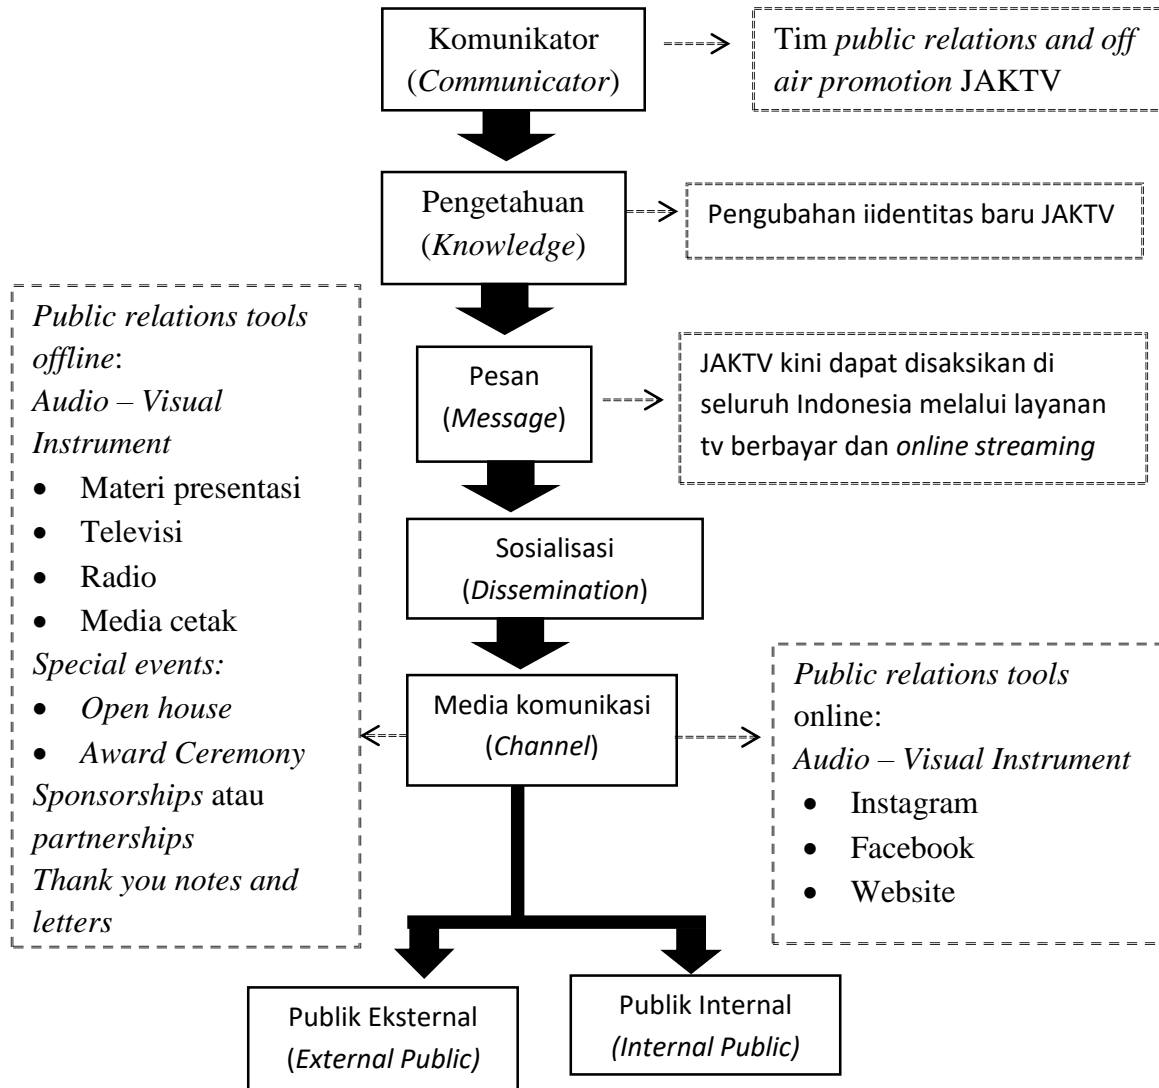 Komunikator
(Communicator)
Tim public relations and off
air promotion JAKTV
Pengetahuan
(Knowledge)
Pengubahan iidentitas baru JAKTV
Pesan
(Message)
JAKTV kini dapat disaksikan di
seluruh Indonesia melalui layanan
tv berbayar dan online streaming
Sosialisasi
(Dissemination)
Media komunikasi
(Channel)
Public relations tools
offline:
Audio – Visual
Instrument
• Materi presentasi
• Televisi
• Radio
• Media cetak
Special events:
• Open house
• Award Ceremony
Sponsorships atau
partnerships
Thank you notes and
letters
Public relations tools
online:
Audio – Visual Instrument
• Instagram
• Facebook
• Website
Publik Eksternal
(External Public)
Publik Internal
(Internal Public)